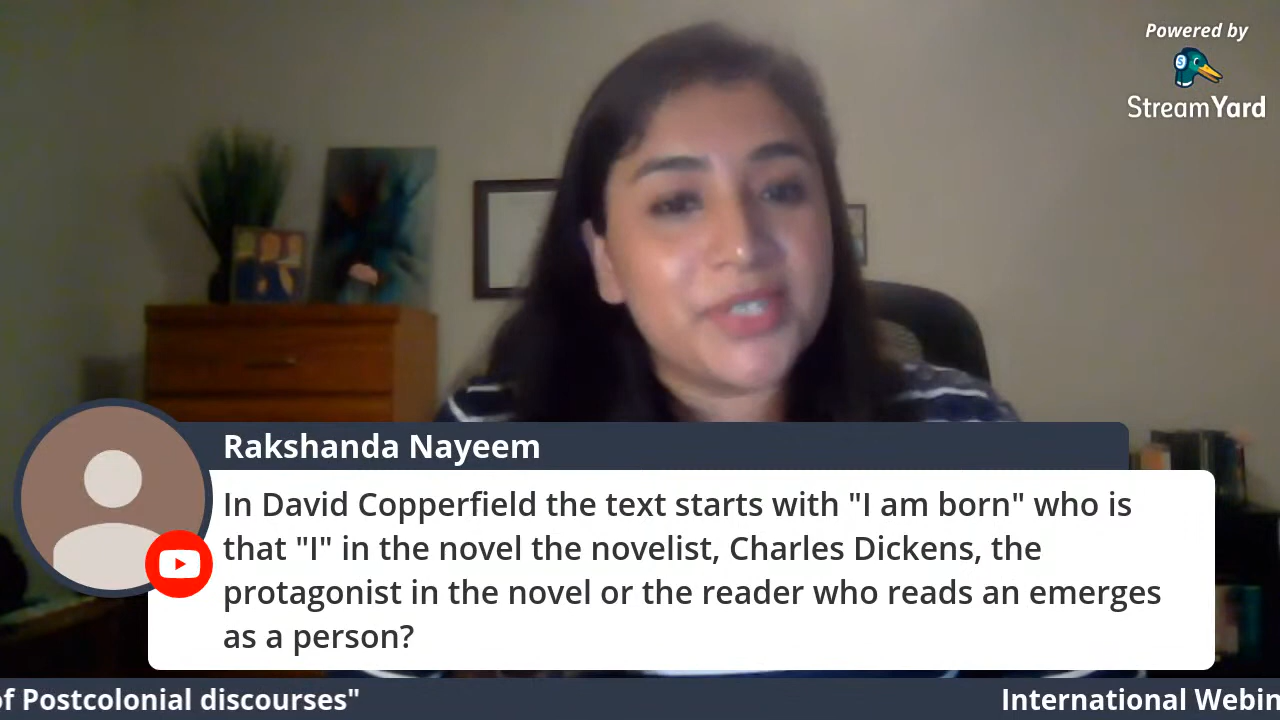 Powered by
StreamYard
Rakshanda Nayeem
In David Copperfield the text starts with "I am born" who is
that "I" in the novel the novelist, Charles Dickens, the
protagonist in the novel or the reader who reads an emerges
as a person?
of Postcolonial discourses"
International Webin